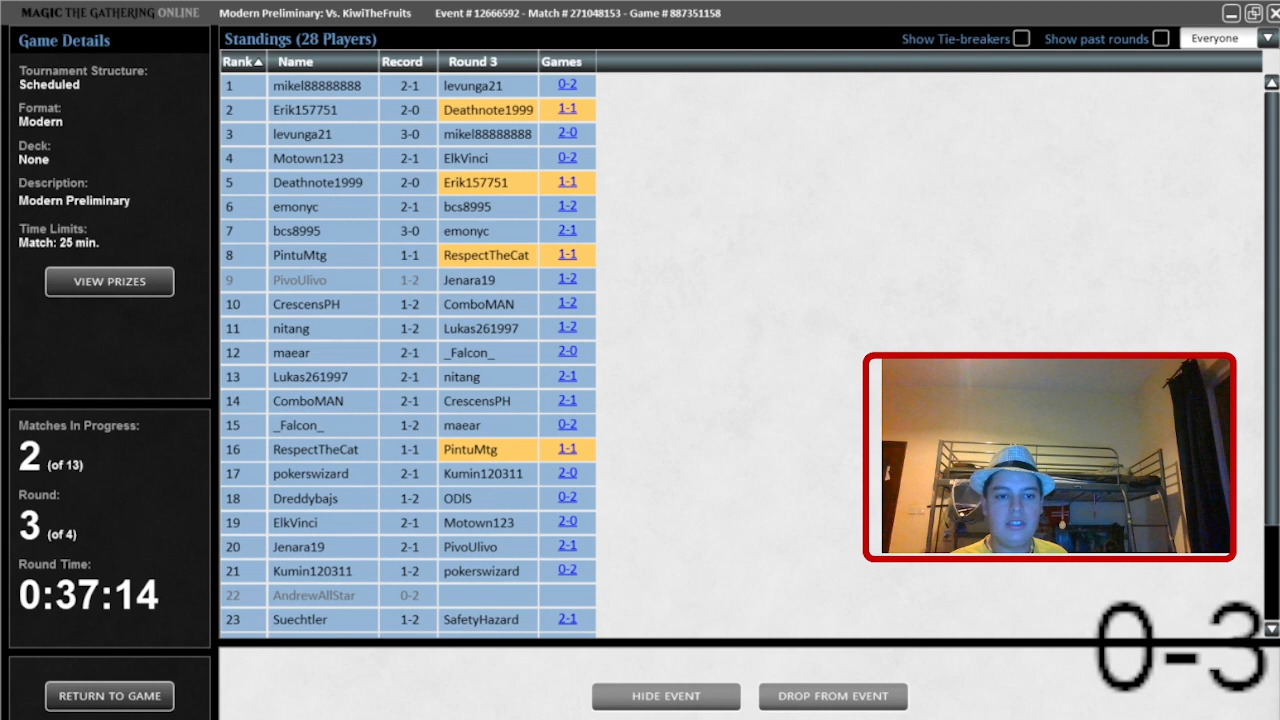 MAGIC THE GATHERING ONLINE Modern Preliminary: Vs. KiwiTheFruits Event # 12666592 - Match # 271048153 - Game # 887351158
Game Details
Tournament Structure:
Scheduled
Format:
Modern
Deck:
None
Description:
Modern Preliminary
Time Limits:
Match: 25 min.
VIEW PRIZES
Matches In Progress:
2 (of 13)
Round:
3 (of 4)
Round Time:
0:37:14
RETURN TO GAME
Standings (28 Players) Show Tie-breakers Show past rounds Everyone
Rank Name Record Round 3 Games
1 mikel88888888 2-1 levunga21 0-2
2 Erik157751 2-0 Deathnote1999 1-1
3 levunga21 3-0 mikel88888888 2-0
4 Motown123 2-1 ElkVinci 0-2
5 Deathnote1999 2-0 Erik157751 1-1
6 emonyc 2-1 bcs8995 1-2
7 bcs8995 3-0 emonyc 2-1
8 PintuMtg 1-1 RespectTheCat 1-1
9 PivoUlivo 1-2 Jenara19 1-2
10 CrescensPH 1-2 ComboMAN 1-2
11 nitang 1-2 Lukas261997 1-2
12 maear 2-1 _Falcon_ 2-0
13 Lukas261997 2-1 nitang 2-1
14 ComboMAN 2-1 CrescensPH 2-1
15 _Falcon_ 1-2 maear 0-2
16 RespectTheCat 1-1 PintuMtg 1-1
17 pokerswizard 2-1 Kumin120311 2-0
18 Dreddybajs 1-2 ODIS 0-2
19 ElkVinci 2-1 Motown123 2-0
20 Jenara19 2-1 PivoUlivo 2-1
21 Kumin120311 1-2 pokerswizard 0-2
22 AndrewAllStar 0-2
23 Suechtler 1-2 SafetyHazard 2-1
0-3
HIDE EVENT DROP FROM EVENT